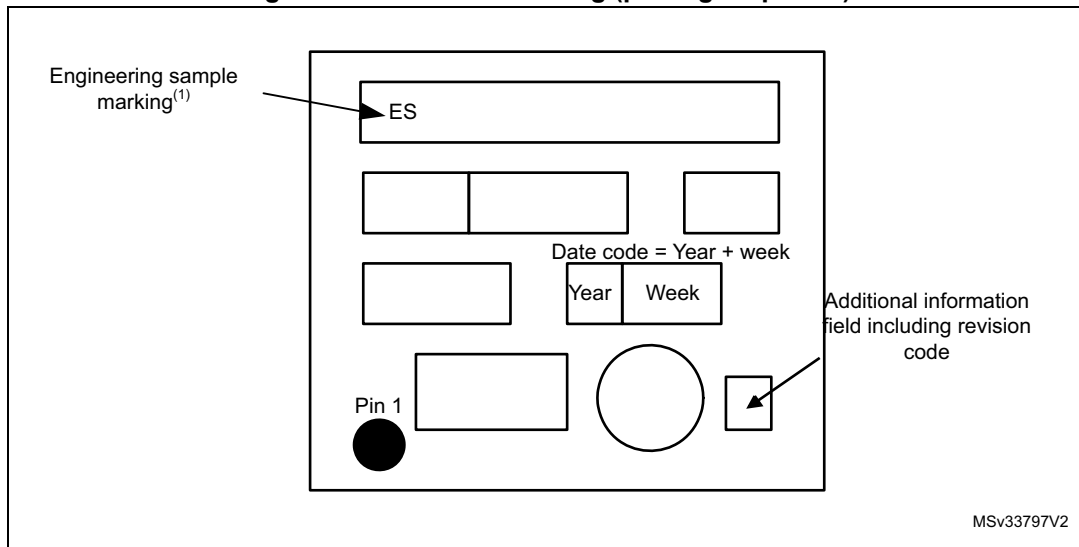 Engineering sample
marking(1)
ES
Date code = Year + week
Year
Week
Additional information
field including revision
code
Pin 1
MSv33797V2